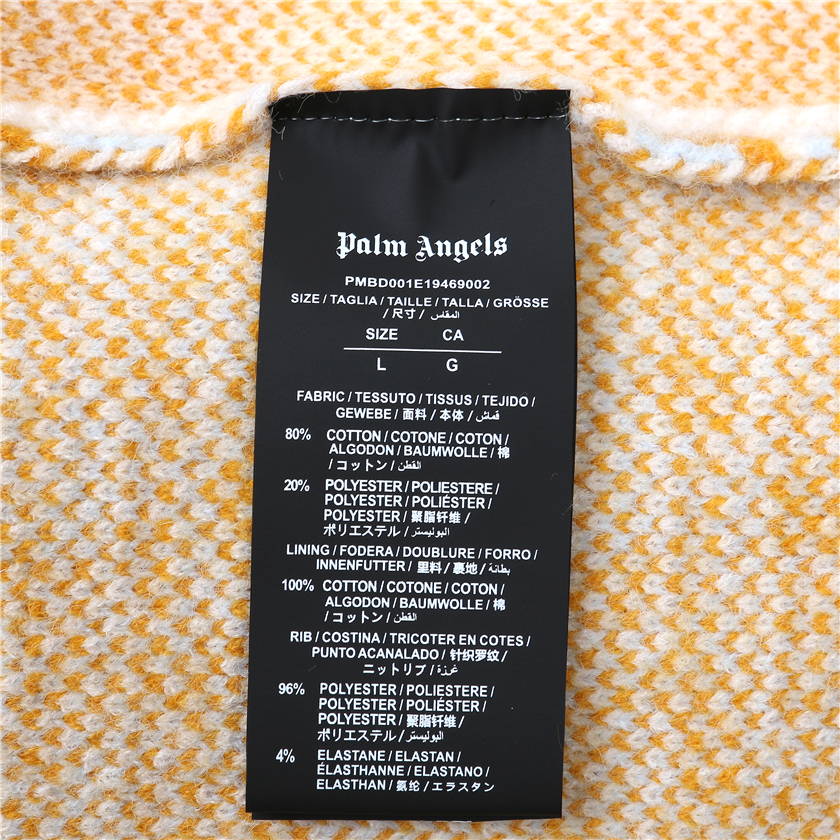 Palm Angels
PMBD001E19469002
SIZE / TAGLIA / TAILLE / TALLA / GRÖSSE
/ 尺寸 / المقاس
SIZE CA
L G
FABRIC / TESSUTO / TISSUS / TEJIDO /
GEWEBE / 面料 / 本体 / قماش
80% COTTON / COTONE / COTON /
ALGODON / BAUMWOLLE / 棉
/ コットン / القطن
20% POLYESTER / POLIESTERE /
POLYESTER / POLIÉSTER /
POLYESTER / 聚脂纤维 /
ポリエステル / البوليستر
LINING / FODERA / DOUBLURE / FORRO /
INNENFUTTER / 里料 / 裏地 / بطانة
100% COTTON / COTONE / COTON /
ALGODON / BAUMWOLLE / 棉
/ コットン / القطن
RIB / COSTINA / TRICOTER EN COTES /
PUNTO ACANALADO / 针织罗纹 /
ニットリブ / غرزة
96% POLYESTER / POLIESTERE /
POLYESTER / POLIÉSTER /
POLYESTER / 聚脂纤维 /
ポリエステル / البوليستر
4% ELASTANE / ELASTAN /
ÉLASTHANNE / ELASTANO /
ELASTHAN / 氨纶 / エラスタン